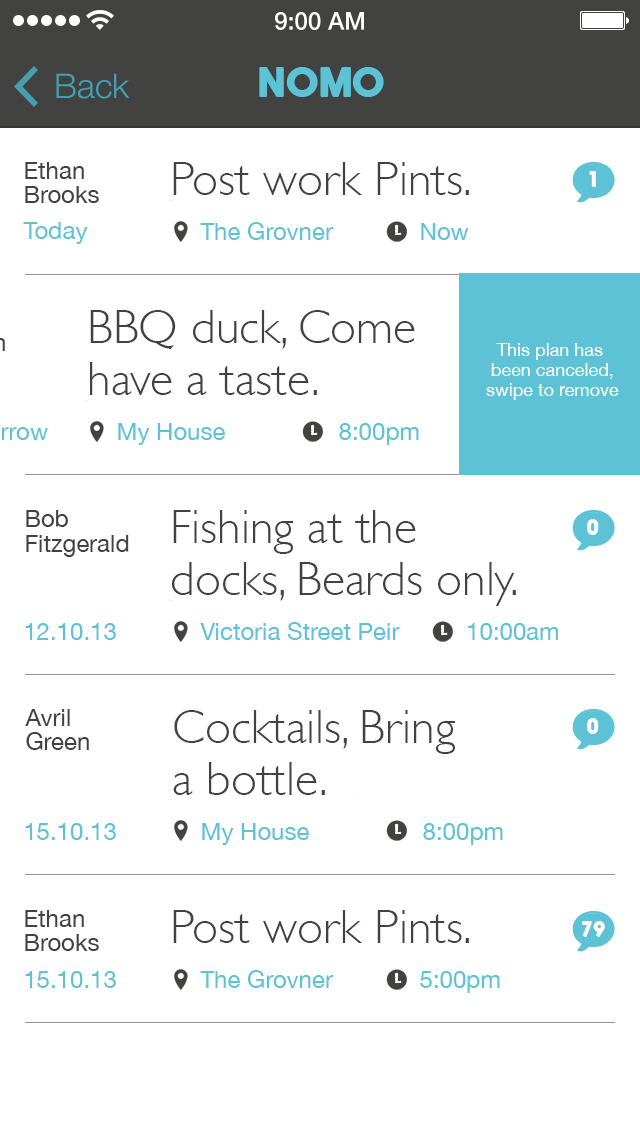 9:00 AM
Back
NOMO
Ethan
Brooks
Today
Post work Pints.
The Grovner
Now
1
BBQ duck, Come
have a taste.
rrow
My House
8:00pm
This plan has
been canceled,
swipe to remove
Bob
Fitzgerald
12.10.13
Fishing at the
docks, Beards only.
Victoria Street Peir
10:00am
0
Avril
Green
15.10.13
Cocktails, Bring
a bottle.
My House
8:00pm
0
Ethan
Brooks
15.10.13
Post work Pints.
The Grovner
5:00pm
79